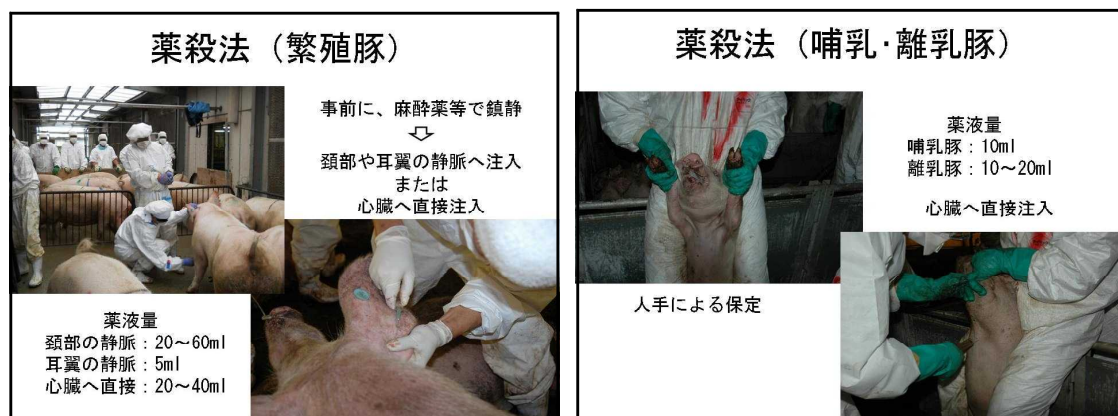 薬殺法（繁殖豚）
事前に、麻酔薬等で鎮静
⇩
頚部や耳翼の静脈へ注入
または
心臓へ直接注入
薬液量
頚部の静脈：20～60ml
耳翼の静脈：5ml
心臓へ直接：20～40ml
薬殺法（哺乳・離乳豚）
薬液量
哺乳豚：10ml
離乳豚：10～20ml
心臓へ直接注入
人手による保定